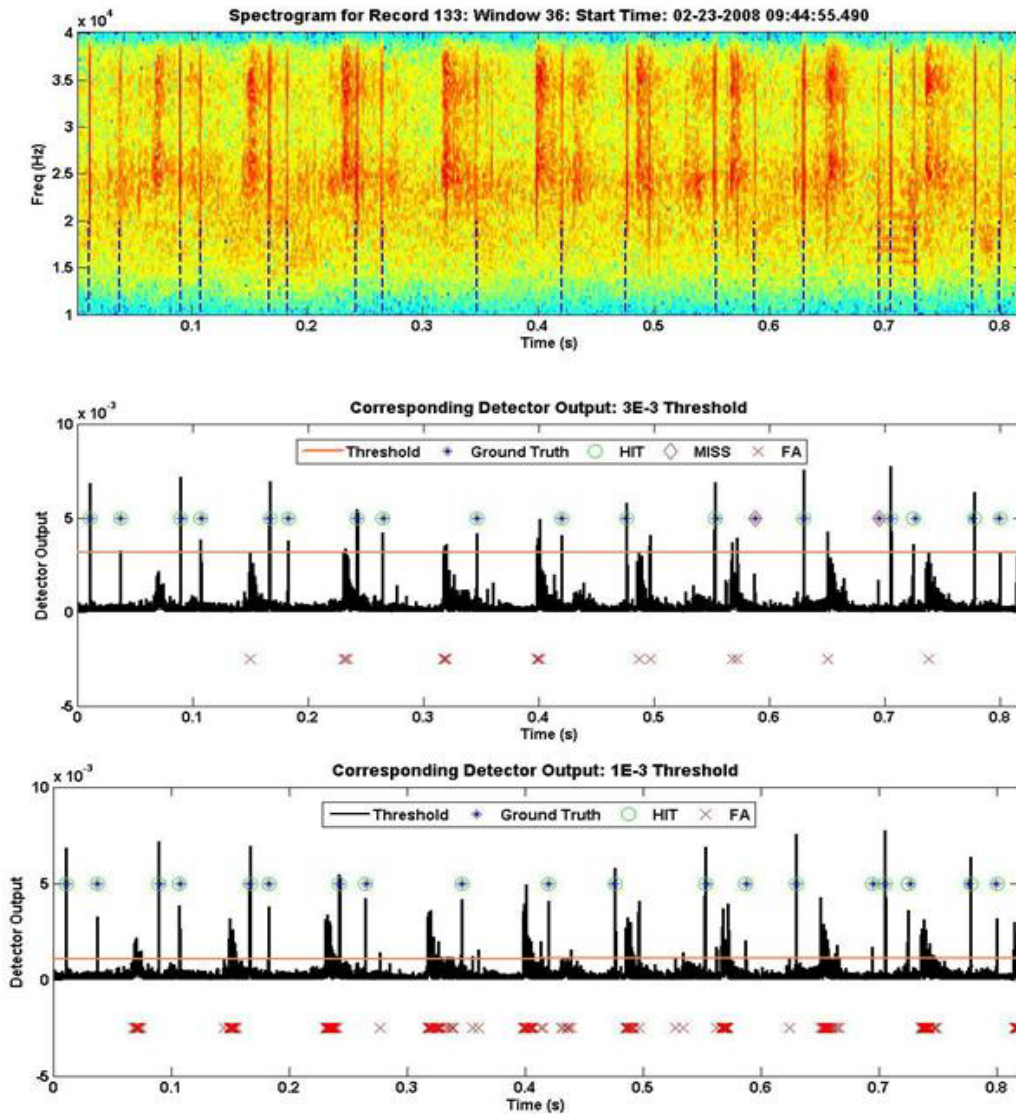 Spectrogram for Record 133: Window 36: Start Time: 02-23-2008 09:44:55.490
x 10⁴
4
3.5
3
2.5
2
1.5
1
Freq (Hz)
0.1 0.2 0.3 0.4 0.5 0.6 0.7 0.8
Time (s)
Corresponding Detector Output: 3E-3 Threshold
x 10⁻³
10
5
0
-5
Detector Output
Threshold Ground Truth HIT MISS FA
0 0.1 0.2 0.3 0.4 0.5 0.6 0.7 0.8
Time (s)
Corresponding Detector Output: 1E-3 Threshold
x 10⁻³
10
5
0
-5
Detector Output
Threshold Ground Truth HIT FA
0 0.1 0.2 0.3 0.4 0.5 0.6 0.7 0.8
Time (s)